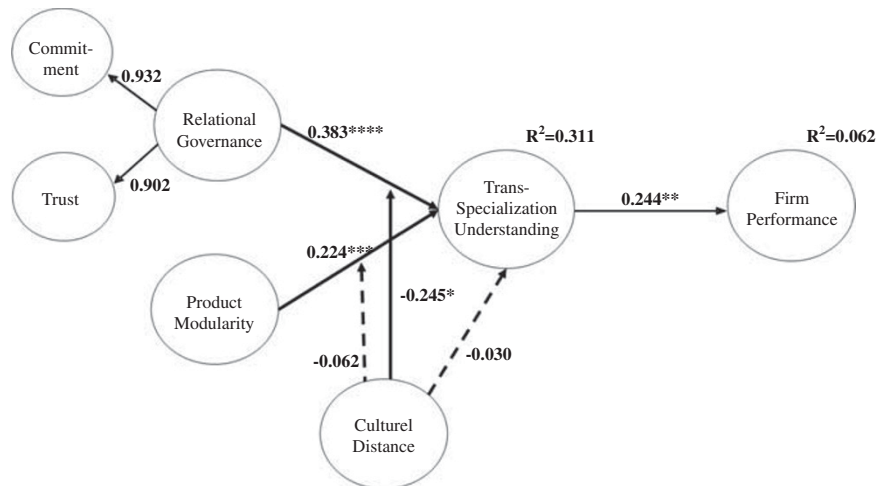 Commit-
ment
0.932
Relational
Governance
0.383****
R²=0.311
R²=0.062
Trust
0.902
Trans-
Specialization
Understanding
0.244**
Firm
Performance
0.224***
Product
Modularity
-0.245*
-0.062
-0.030
Culturel
Distance